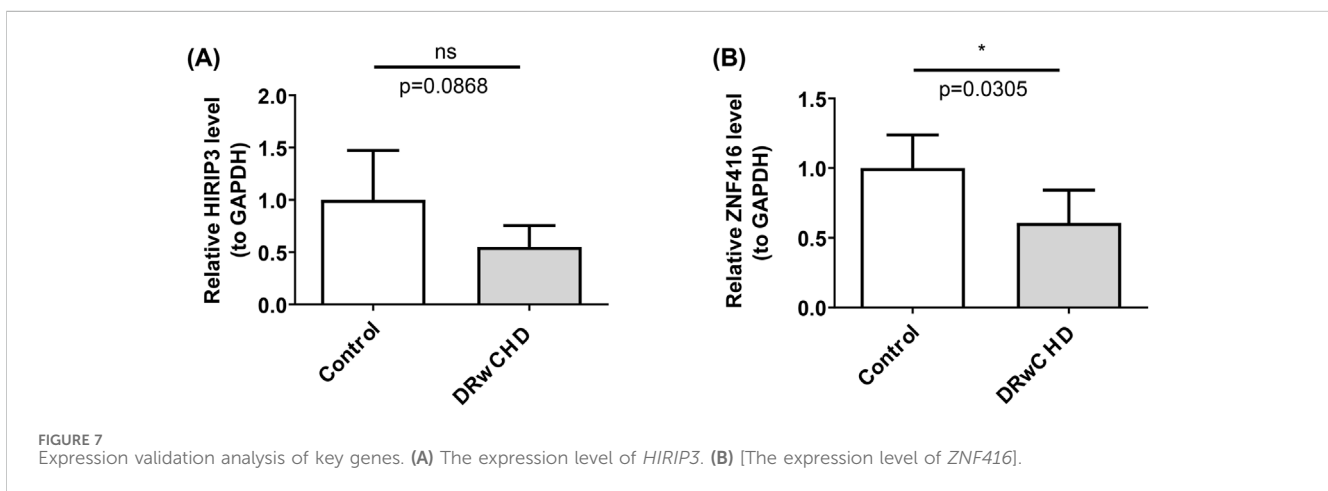 (A)
ns
p=0.0868
Relative HIRIP3 level
(to GAPDH)
2.0
1.5
1.0
0.5
0.0
Control
DRwCHD
(B)
*
p=0.0305
Relative ZNF416 level
(to GAPDH)
1.5
1.0
0.5
0.0
Control
DRwCHD
FIGURE 7
Expression validation analysis of key genes. (A) The expression level of HIRIP3. (B) [The expression level of ZNF416].